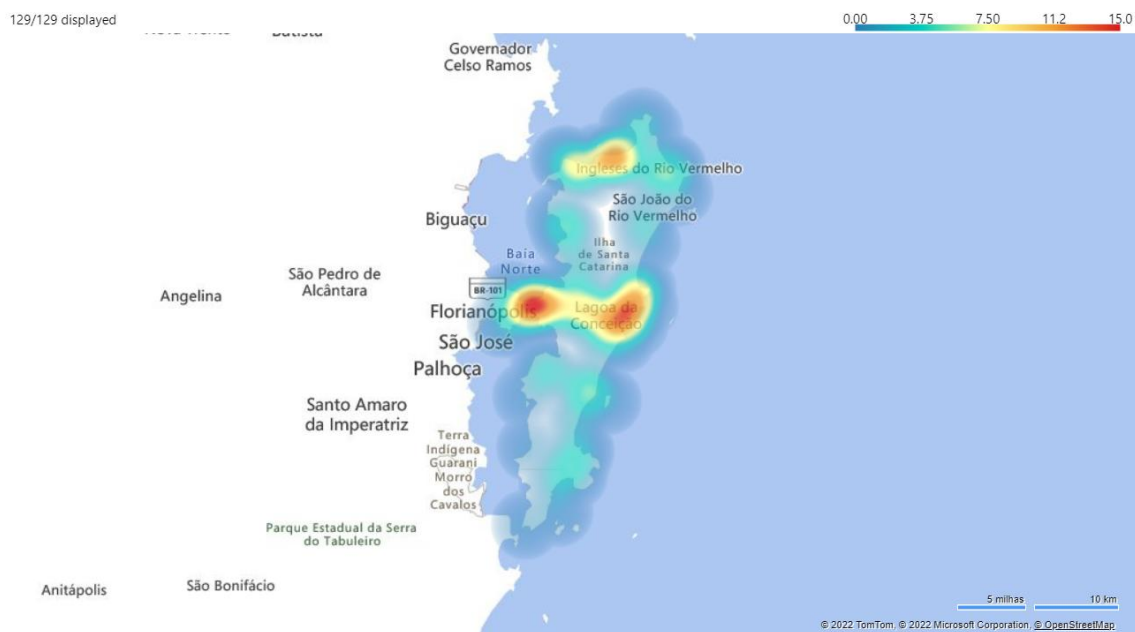 129/129 displayed
0.00 3.75 7.50 11.2 15.0
Governador
Celso Ramos
Ingleses do Rio Vermelho
São João do
Rio Vermelho
Biguaçu
Ilha
de Santa
Catarina
Baía
Norte
São Pedro de
Alcântara
BR-101
Angelina
Florianópolis
Lagoa da
Conceição
São José
Palhoça
Santo Amaro
da Imperatriz
Terra
Indígena
Guarani
Morro
dos
Cavalos
Parque Estadual da Serra
do Tabuleiro
Anitápolis
São Bonifácio
5 milhas 10 km
© 2022 TomTom, © 2022 Microsoft Corporation, © OpenStreetMap